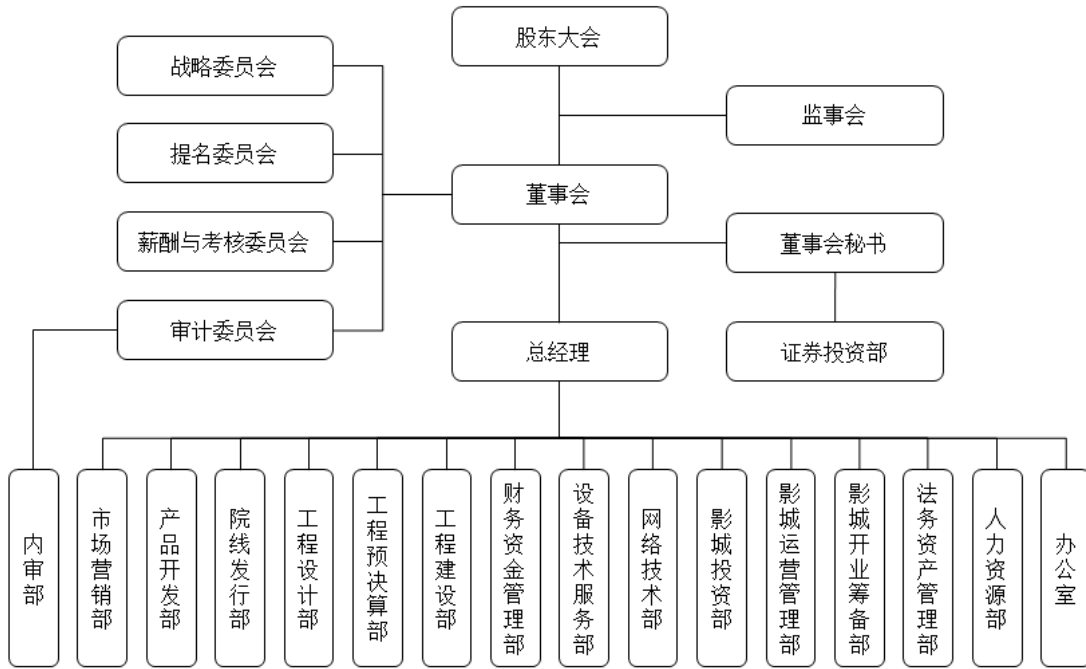 股东大会
战略委员会
监事会
提名委员会
董事会
薪酬与考核委员会
董事会秘书
审计委员会
总经理
证券投资部
内审部
市场营销部
产品开发部
院线发行部
工程设计部
工程预决算部
工程建设部
财务资金管理部
设备技术服务部
网络技术部
影城投资部
影城运营管理部
影城开业筹备部
法务资产管理部
人力资源部
办公室